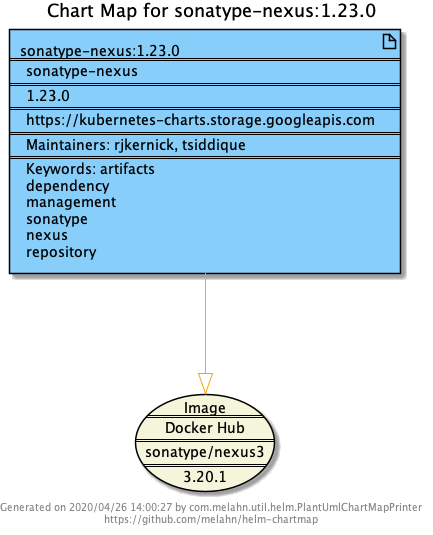 Chart Map for sonatype-nexus:1.23.0
sonatype-nexus:1.23.0
sonatype-nexus
1.23.0
https://kubernetes-charts.storage.googleapis.com
Maintainers: rjkernick, tsiddique
Keywords: artifacts
dependency
management
sonatype
nexus
repository
Image
Docker Hub
sonatype/nexus3
3.20.1
Generated on 2020/04/26 14:00:27 by com.melahn.util.helm.PlantUmlChartMapPrinter
https://github.com/melahn/helm-chartmap